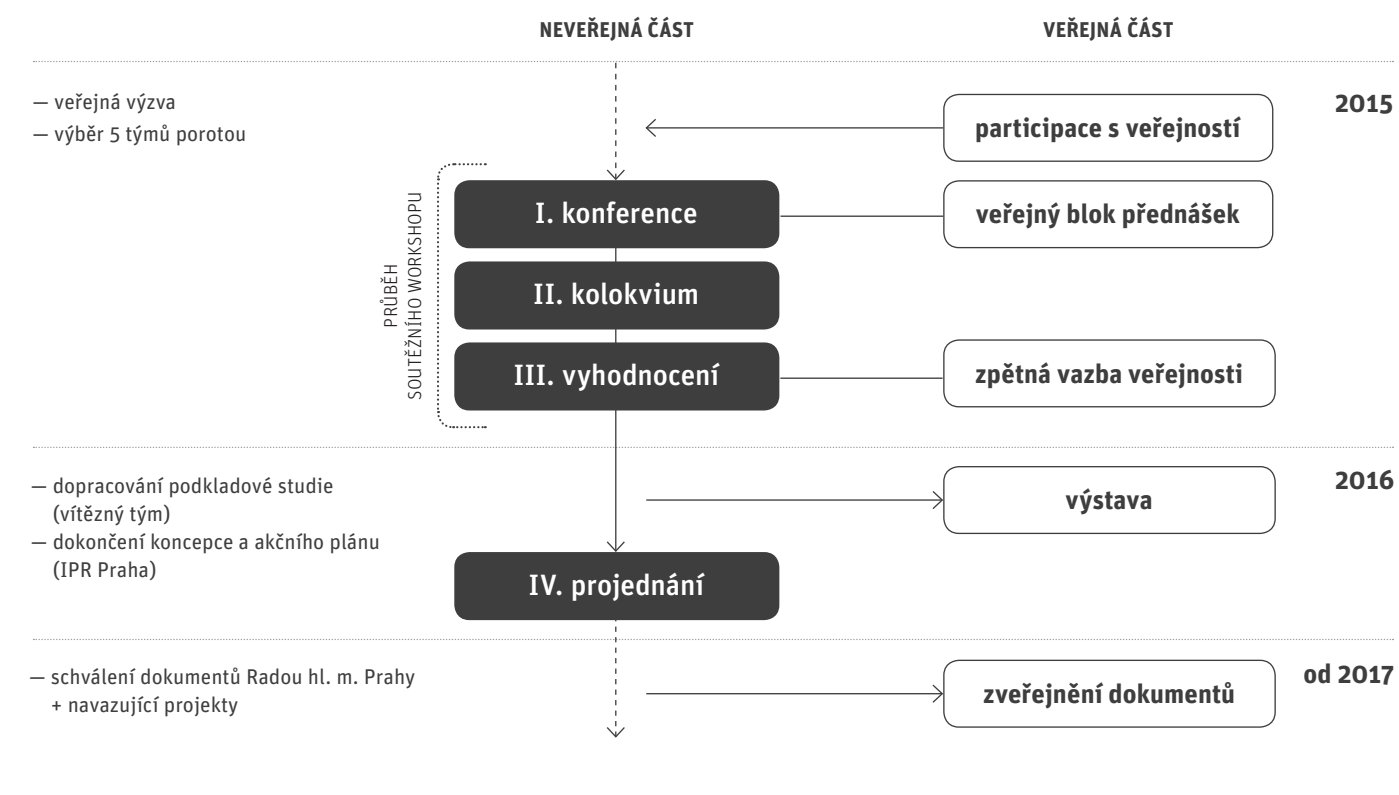 NEVEŘEJNÁ ČÁST
VEŘEJNÁ ČÁST
2015
— veřejná výzva
— výběr 5 týmů porotou
participace s veřejností
PRŮBĚH
SOUTĚŽNÍHO WORKSHOPU
I. konference
veřejný blok přednášek
II. kolokvium
III. vyhodnocení
zpětná vazba veřejnosti
2016
— dopracování podkladové studie
(vítězný tým)
— dokončení koncepce a akčního plánu
(IPR Praha)
výstava
IV. projednání
od 2017
— schválení dokumentů Radou hl. m. Prahy
+ navazující projekty
zveřejnění dokumentů